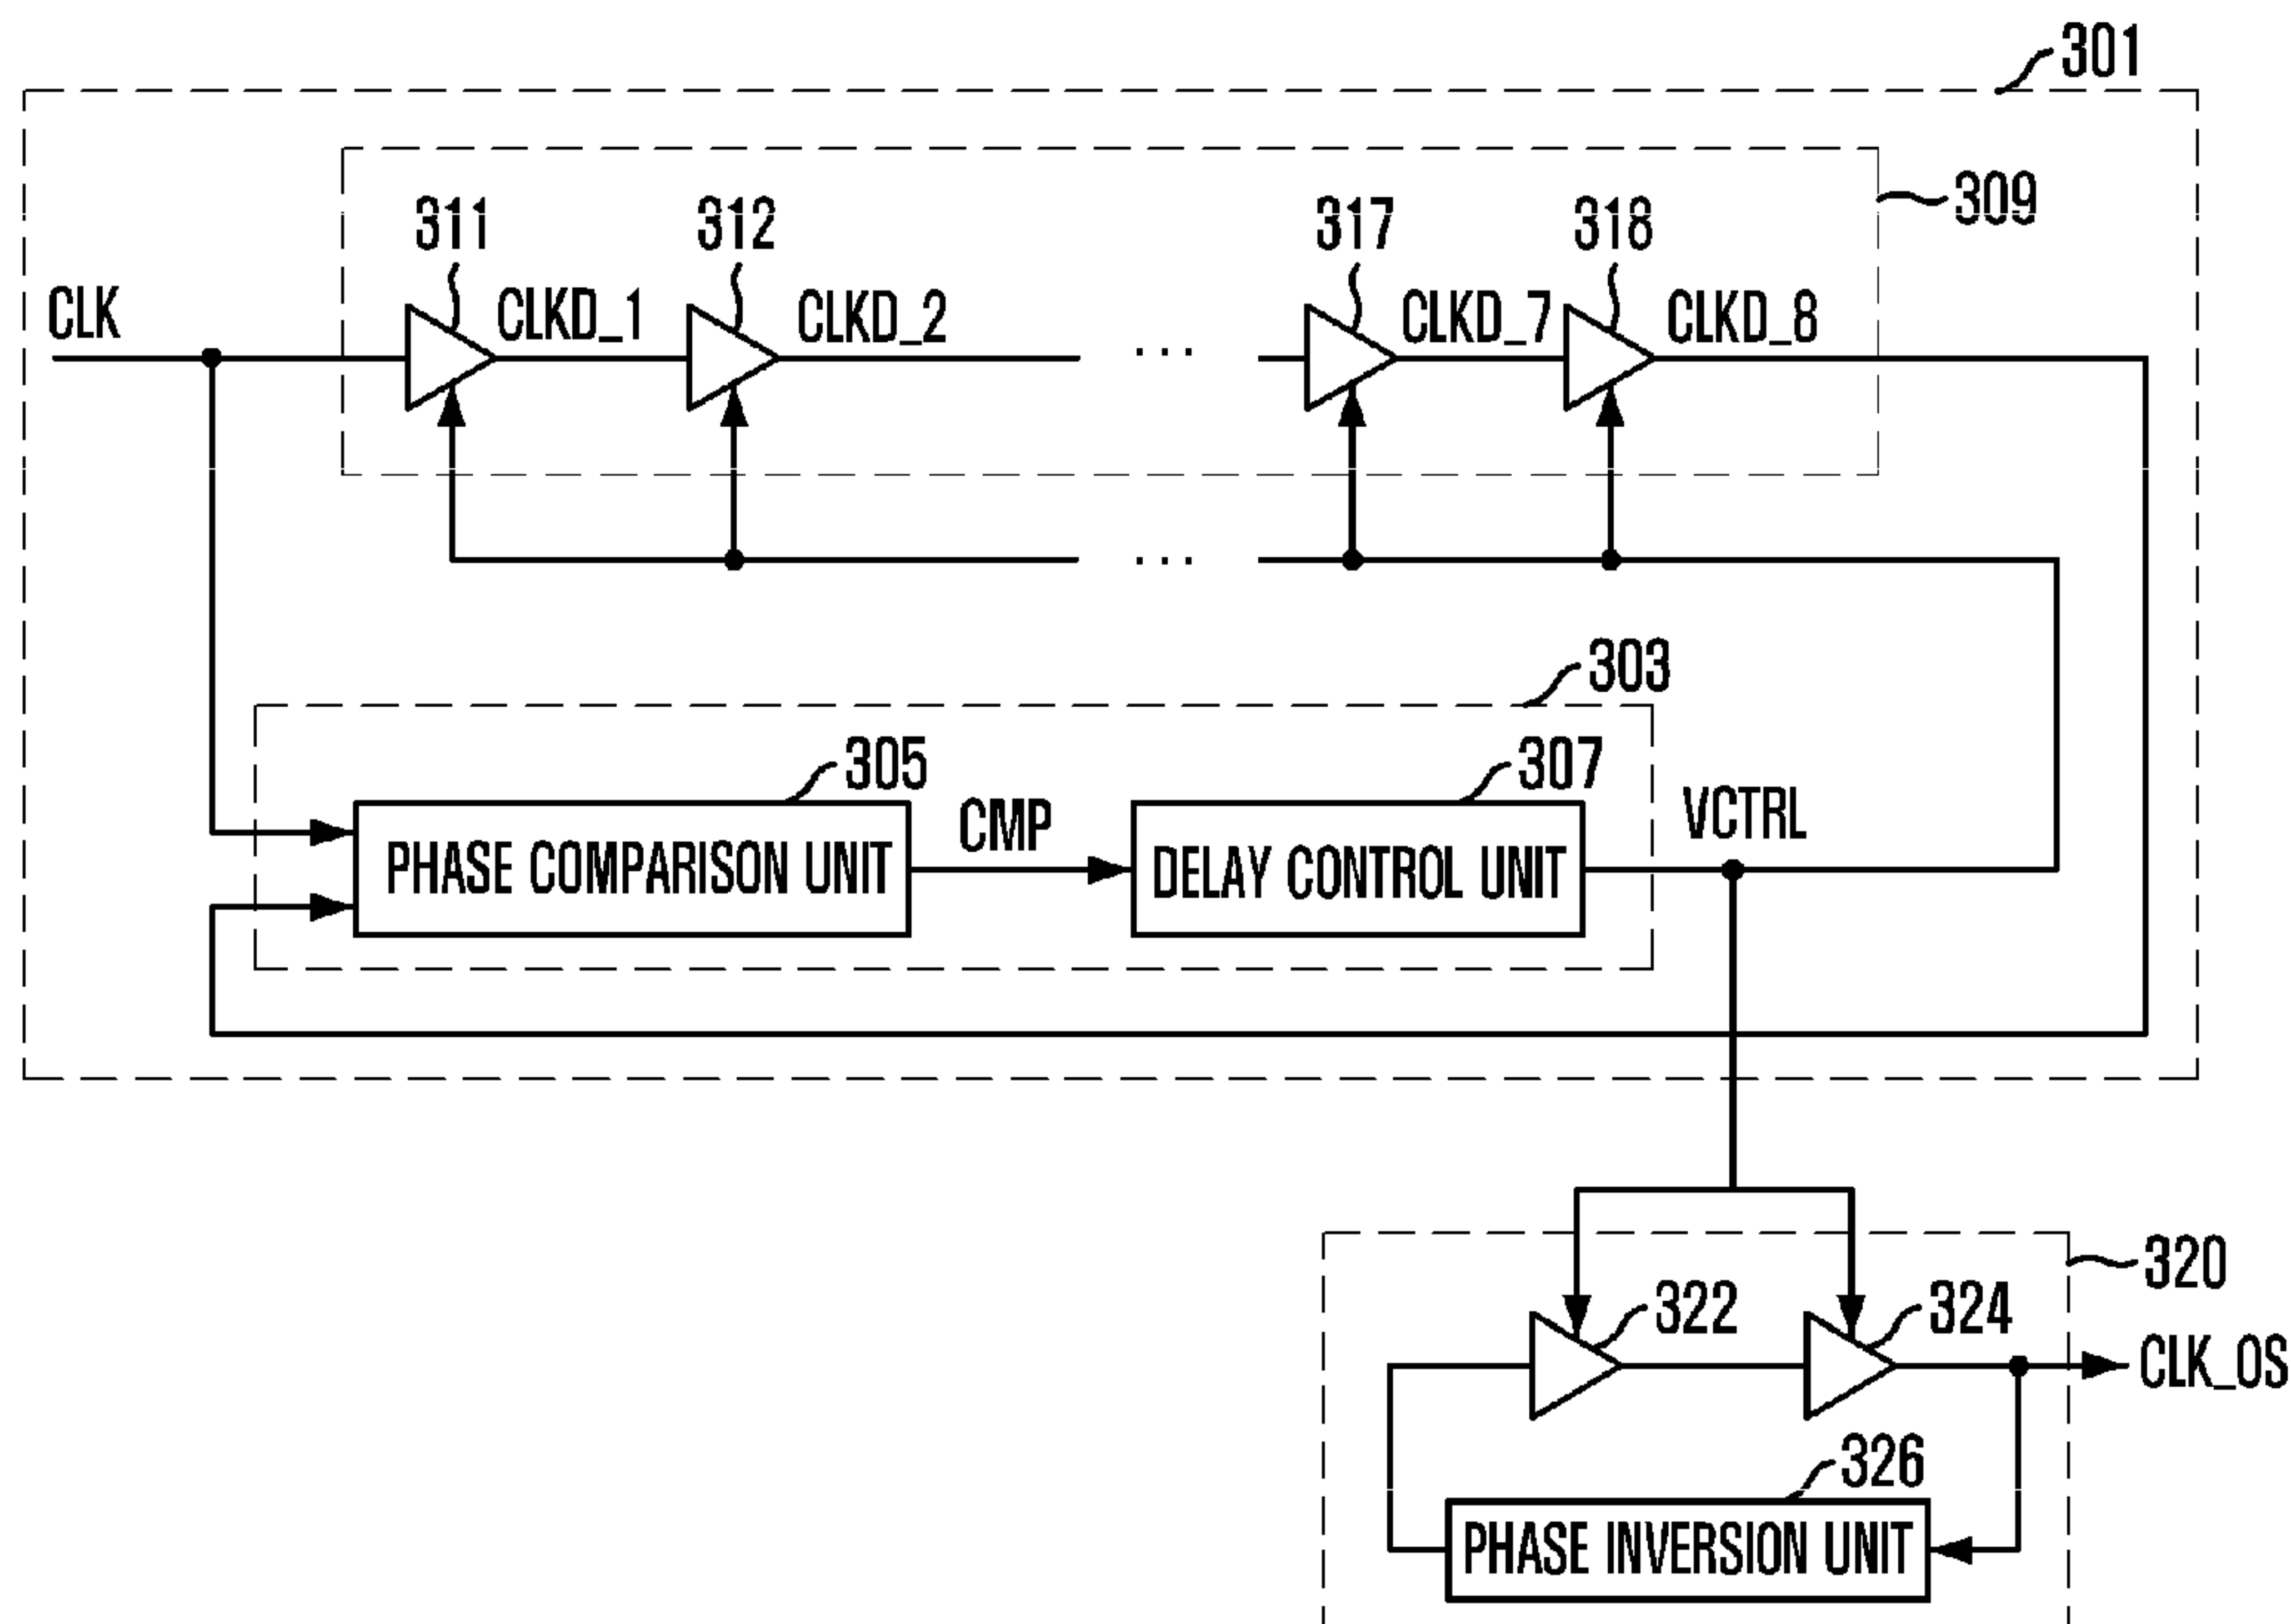 301
309
311
312
317
318
CLK
CLKD_1
CLKD_2
...
CLKD_7
CLKD_8
...
303
305
307
CMP
VCTRL
PHASE COMPARISON UNIT
DELAY CONTROL UNIT
320
322
324
CLK_OS
326
PHASE INVERSION UNIT